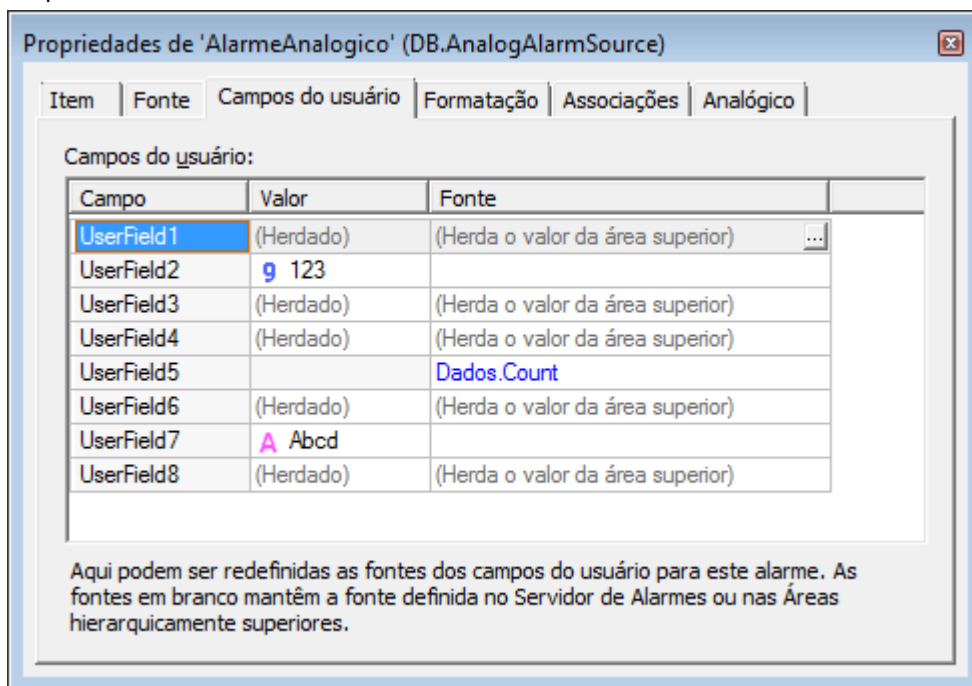 Propriedades de 'AlarmeAnalogico' (DB.AnalogAlarmSource)
Item Fonte Campos do usuário Formatação Associações Analógico
Campos do usuário:
Campo Valor Fonte
UserField1 (Herdado) (Herda o valor da área superior) ...
UserField2 9 123
UserField3 (Herdado) (Herda o valor da área superior)
UserField4 (Herdado) (Herda o valor da área superior)
UserField5 Dados.Count
UserField6 (Herdado) (Herda o valor da área superior)
UserField7 A Abcd
UserField8 (Herdado) (Herda o valor da área superior)
Aqui podem ser redefinidas as fontes dos campos do usuário para este alarme. As
fontes em branco mantêm a fonte definida no Servidor de Alarmes ou nas Áreas
hierarquicamente superiores.